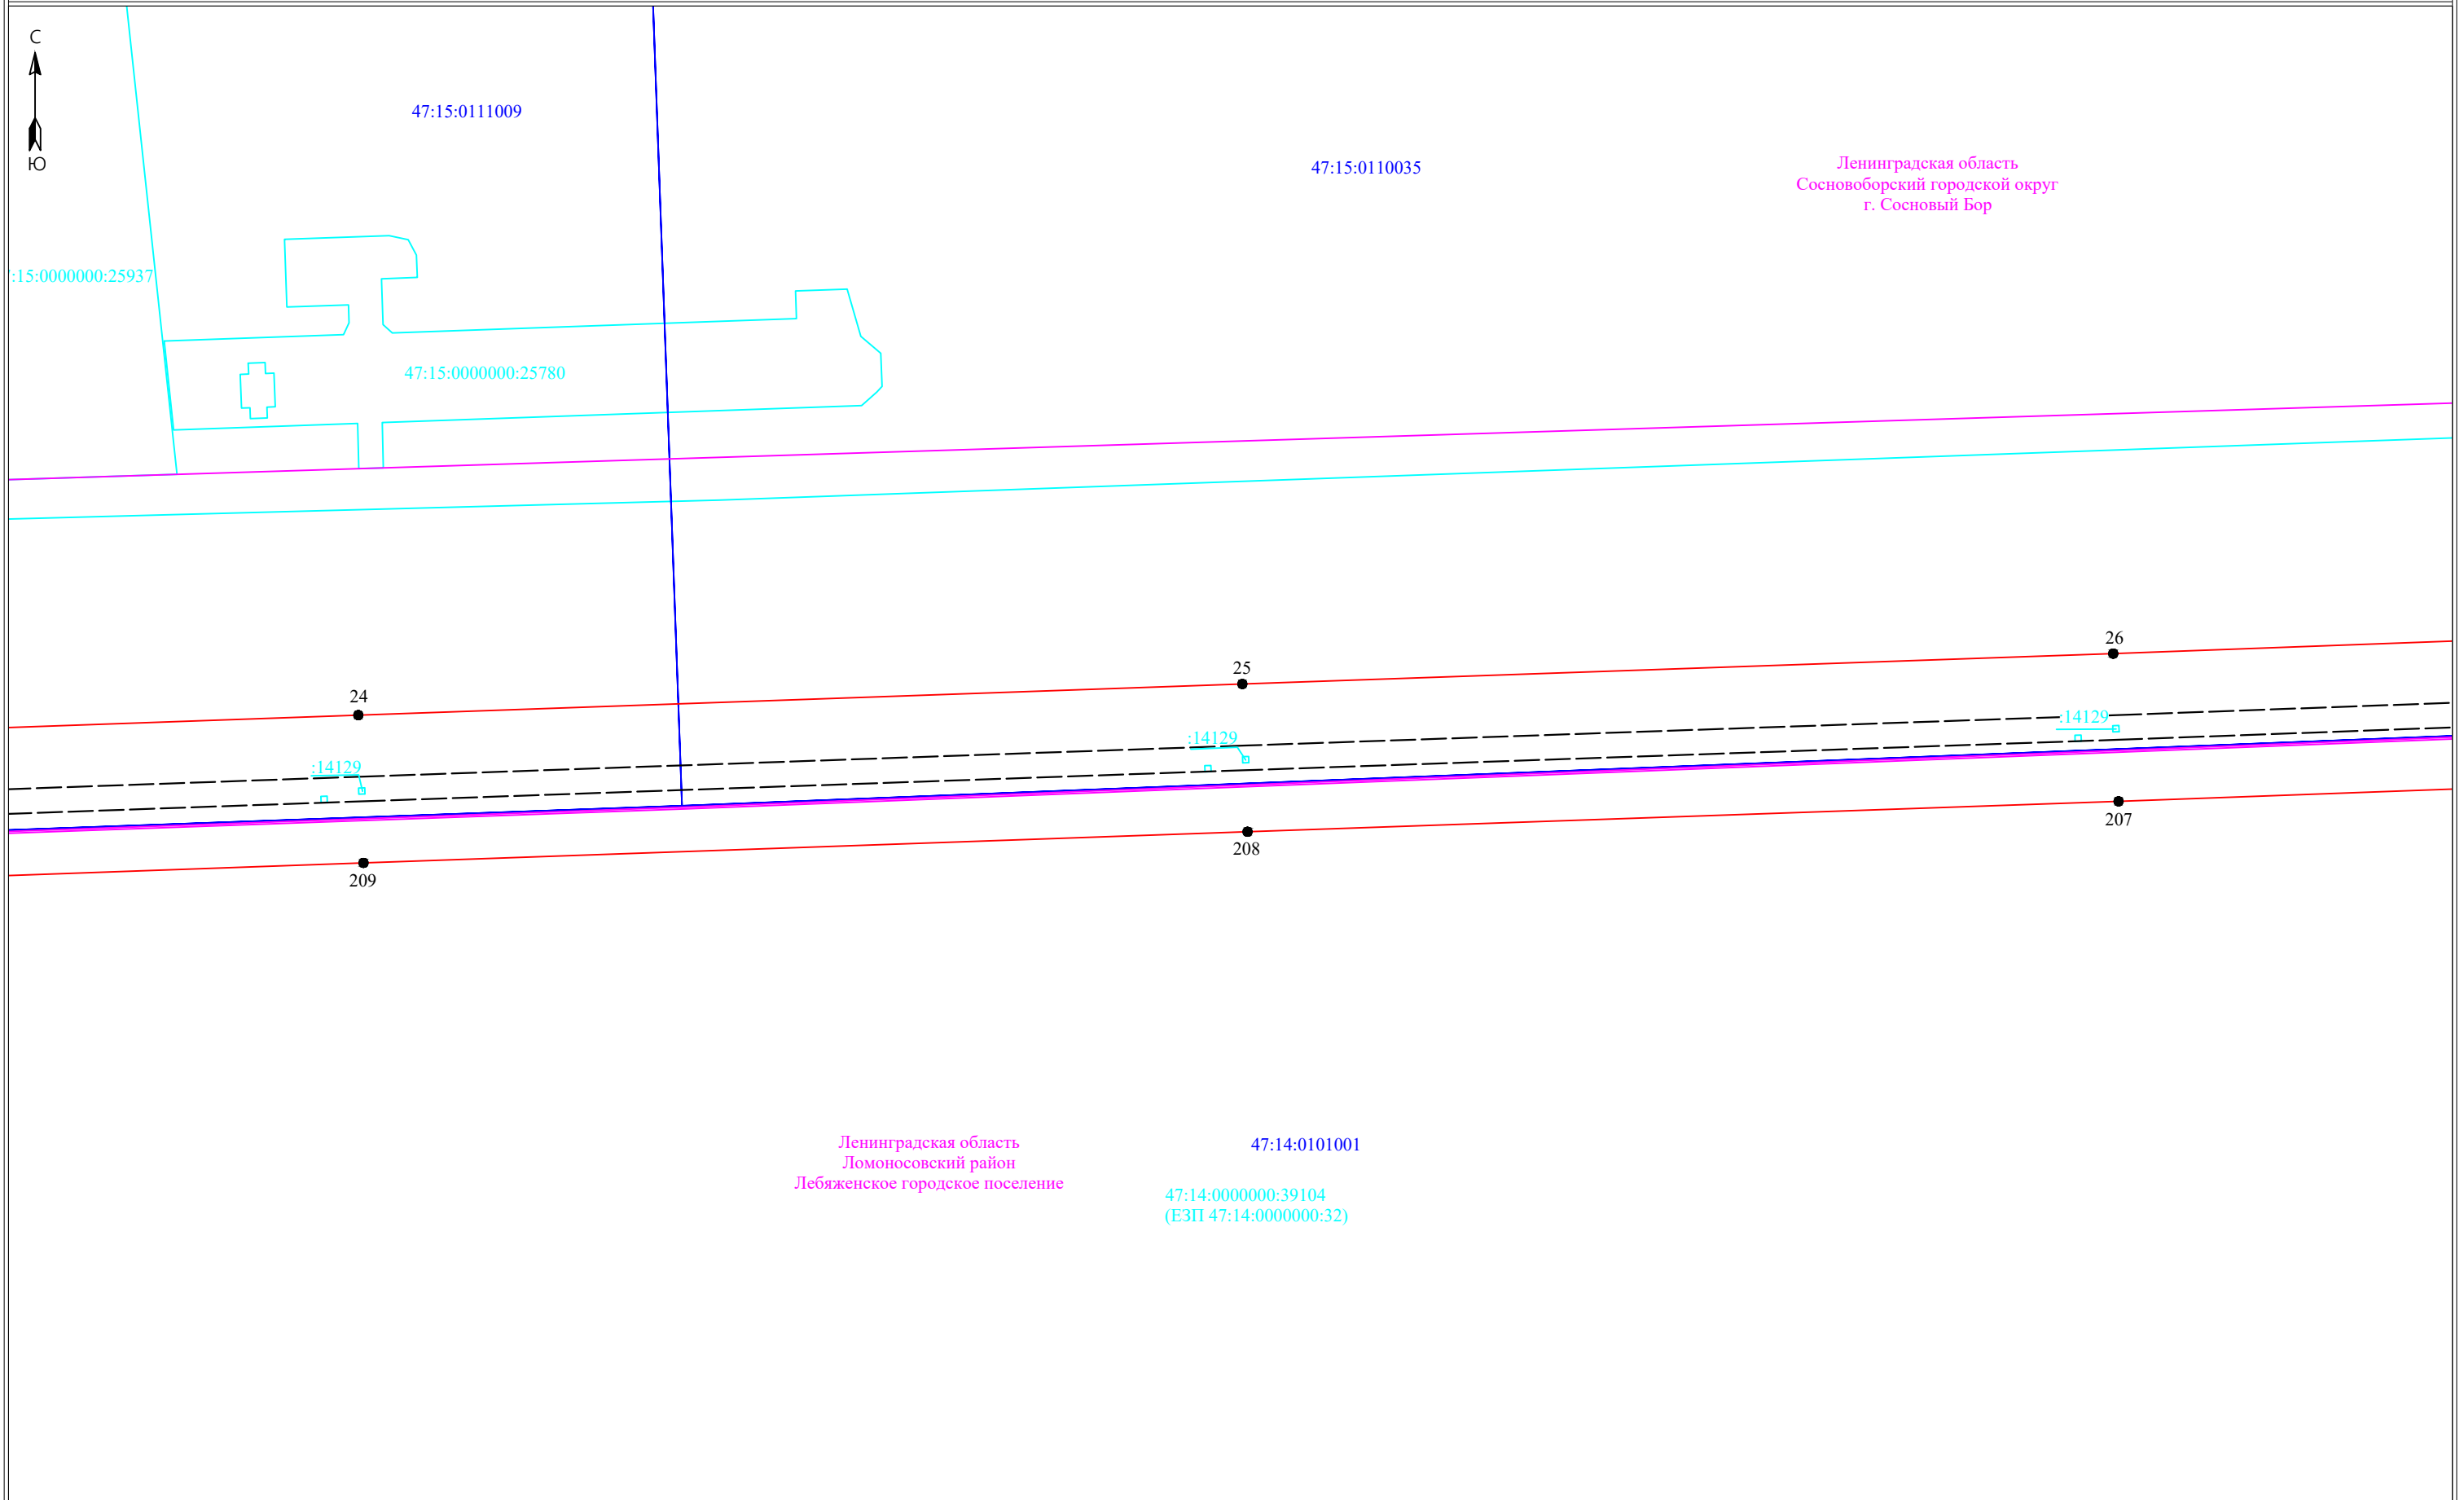 С
Ю
47:15:0111009
47:15:0110035
Ленинградская область
Сосновоборский городской округ
г. Сосновый Бор
:15:0000000:25937
47:15:0000000:25780
24
25
26
:14129
:14129
:14129
209
208
207
Ленинградская область
Ломоносовский район
Лебяженское городское поселение
47:14:0101001
47:14:0000000:39104
(ЕЗП 47:14:0000000:32)